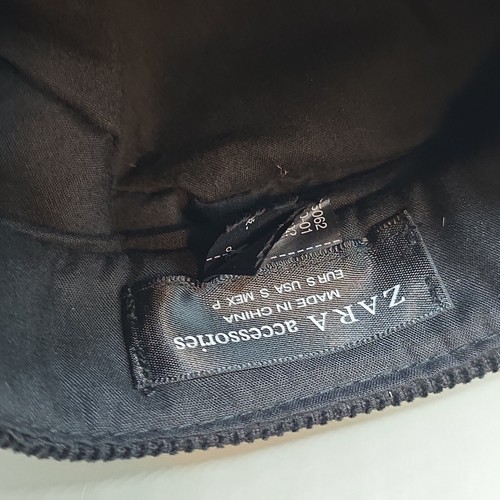 ZARA accessories
MADE IN CHINA
EUR S USA S MEX P